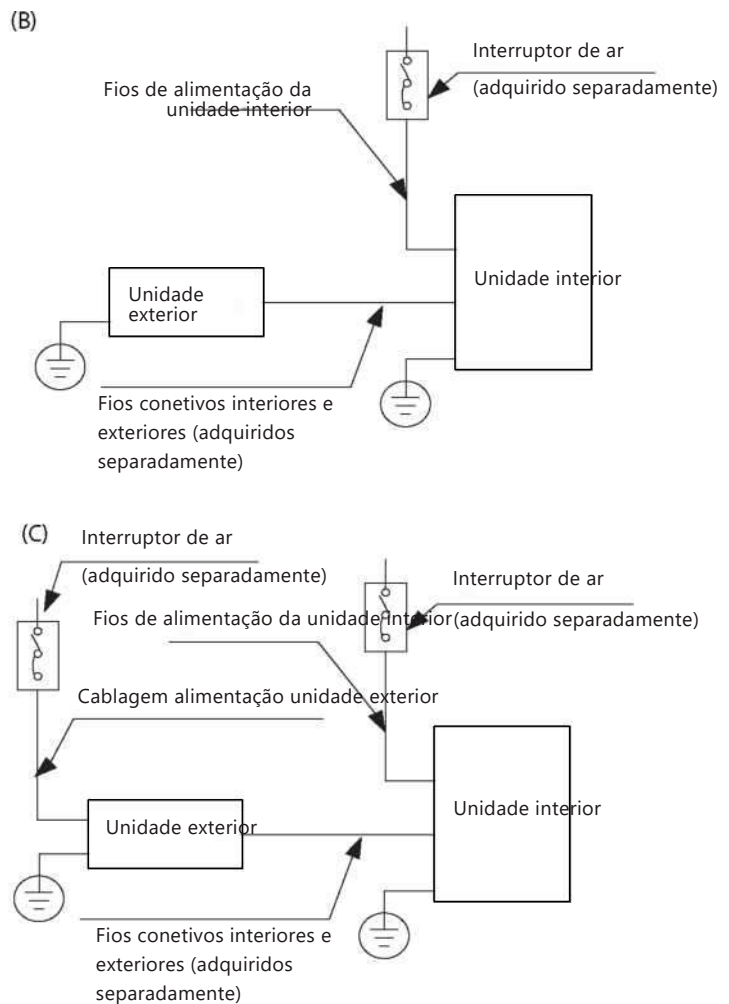 (B)
Interruptor de ar
(adquirido separadamente)
Fios de alimentação da
unidade interior
Unidade interior
Unidade
exterior
Fios conetivos interiores e
exteriores (adquiridos
separadamente)
(C)
Interruptor de ar
(adquirido separadamente)
Interruptor de ar
(adquirido separadamente)
Fios de alimentação da unidade interior
Cablagem alimentação unidade exterior
Unidade interior
Unidade exterior
Fios conetivos interiores e
exteriores (adquiridos
separadamente)